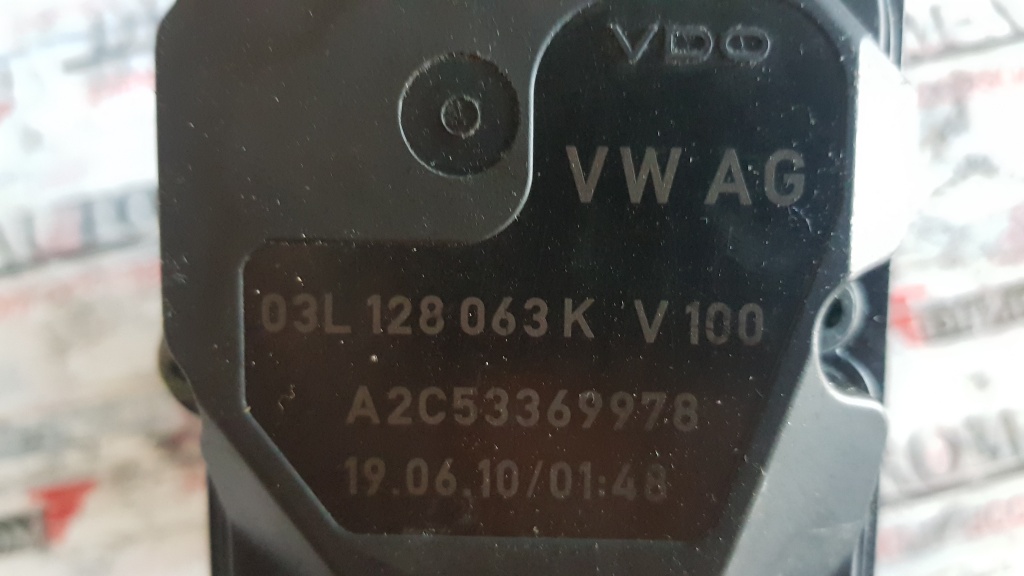 VDO
VW AG
03L 128 063 K V 100
A2C53369978
19.06.10/01:48